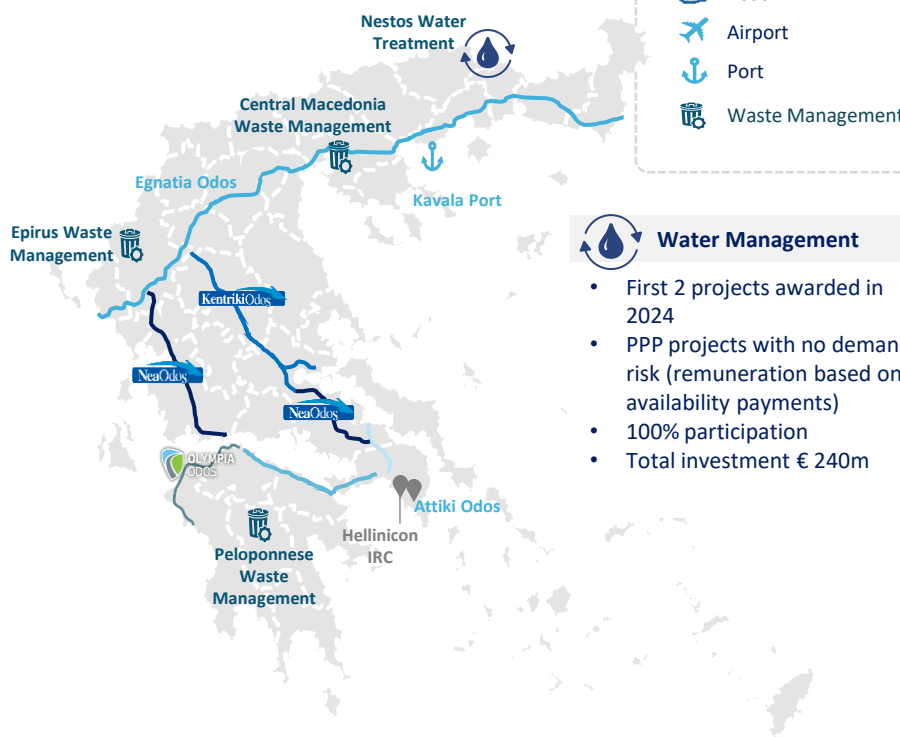 Nestos Water
Treatment
Airport
Port
Waste Management
Central Macedonia
Waste Management
Egnatia Odos
Kavala Port
Epirus Waste
Management
KentrikiOdos
NeaOdos
NeaOdos
OLYMPIA
ODOS
Attiki Odos
Hellinicon
IRC
Peloponnese
Waste
Management
Water Management
• First 2 projects awarded in
2024
• PPP projects with no deman
risk (remuneration based on
availability payments)
• 100% participation
• Total investment € 240m